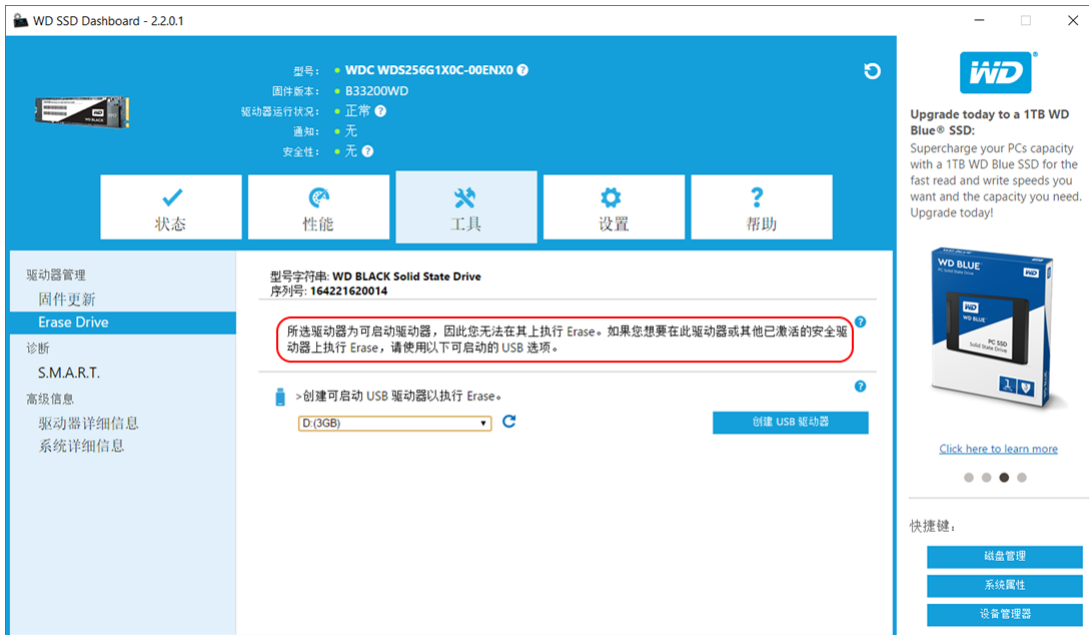 WD SSD Dashboard - 2.2.0.1
型号： • WDC WDS256G1X0C-00ENX0 ?
固件版本： • B33200WD
驱动器运行状况： • 正常 ?
通知： • 无
安全性： • 无 ?
状态
性能
工具
设置
?
帮助
驱动器管理
固件更新
Erase Drive
诊断
S.M.A.R.T.
高级信息
驱动器详细信息
系统详细信息
型号字符串: WD BLACK Solid State Drive
序列号: 164221620014
所选驱动器为可启动驱动器，因此您无法在其上执行 Erase。如果您想要在此驱动器或其他已激活的安全驱
动器上执行 Erase，请使用以下可启动的 USB 选项。
?
>创建可启动 USB 驱动器以执行 Erase。
?
D:(3GB)
创建 USB 驱动器
WD
Upgrade today to a 1TB WD
Blue® SSD:
Supercharge your PCs capacity
with a 1TB WD Blue SSD for the
fast read and write speeds you
want and the capacity you need.
Upgrade today!
WD BLUE
WD
WD
WD BLUE
PC SSD
Solid State Drive
Click here to learn more
快捷键：
磁盘管理
系统属性
设备管理器